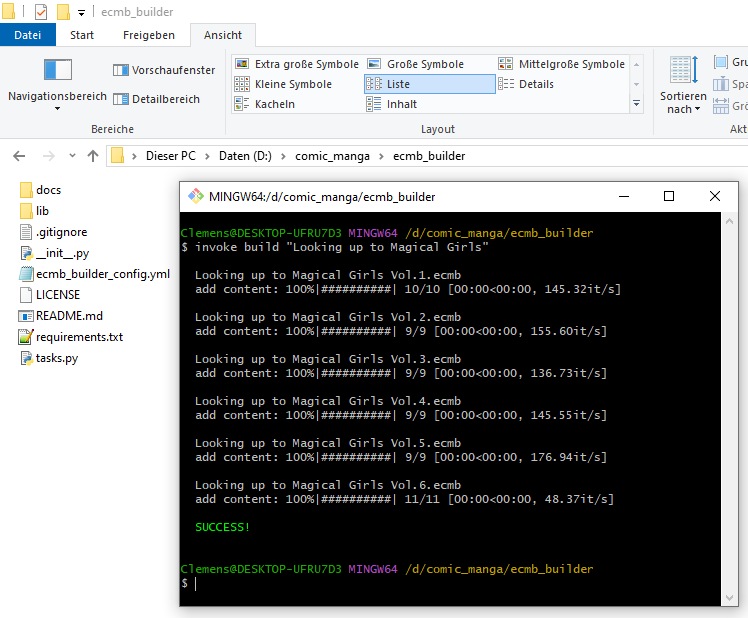 ecmb_builder
Datei Start Freigeben Ansicht
Navigationsbereich
Vorschaufenster
Detailbereich
Bereiche
Extra große Symbole Große Symbole Mittelgroße Symbole
Kleine Symbole Liste Details
Kacheln Inhalt
Layout
Sortieren
nach
Gru
Spa
Grö
Akt
Dieser PC > Daten (D:) > comic_manga > ecmb_builder
docs
lib
.gitignore
__init__.py
ecmb_builder_config.yml
LICENSE
README.md
requirements.txt
tasks.py
MINGW64:/d/comic_manga/ecmb_builder
Clemens@DESKTOP-UFRU7D3 MINGW64 /d/comic_manga/ecmb_builder
$ invoke build "Looking up to Magical Girls"
Looking up to Magical Girls Vol.1.ecmb
add content: 100%|##########| 10/10 [00:00<00:00, 145.32it/s]
Looking up to Magical Girls Vol.2.ecmb
add content: 100%|##########| 9/9 [00:00<00:00, 155.60it/s]
Looking up to Magical Girls Vol.3.ecmb
add content: 100%|##########| 9/9 [00:00<00:00, 136.73it/s]
Looking up to Magical Girls Vol.4.ecmb
add content: 100%|##########| 9/9 [00:00<00:00, 145.55it/s]
Looking up to Magical Girls Vol.5.ecmb
add content: 100%|##########| 9/9 [00:00<00:00, 176.94it/s]
Looking up to Magical Girls Vol.6.ecmb
add content: 100%|##########| 11/11 [00:00<00:00, 48.37it/s]
SUCCESS!
Clemens@DESKTOP-UFRU7D3 MINGW64 /d/comic_manga/ecmb_builder
$